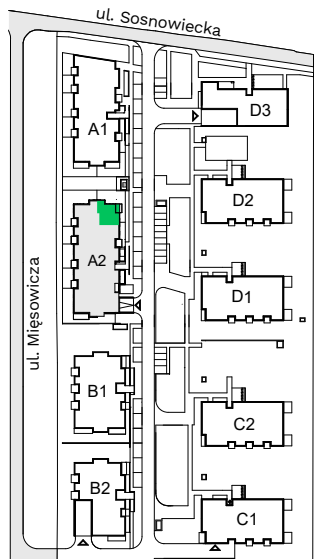 ul. Sosnowiecka
A1
D3
D2
A2
D1
ul. Mięsowicza
B1
C2
B2
C1